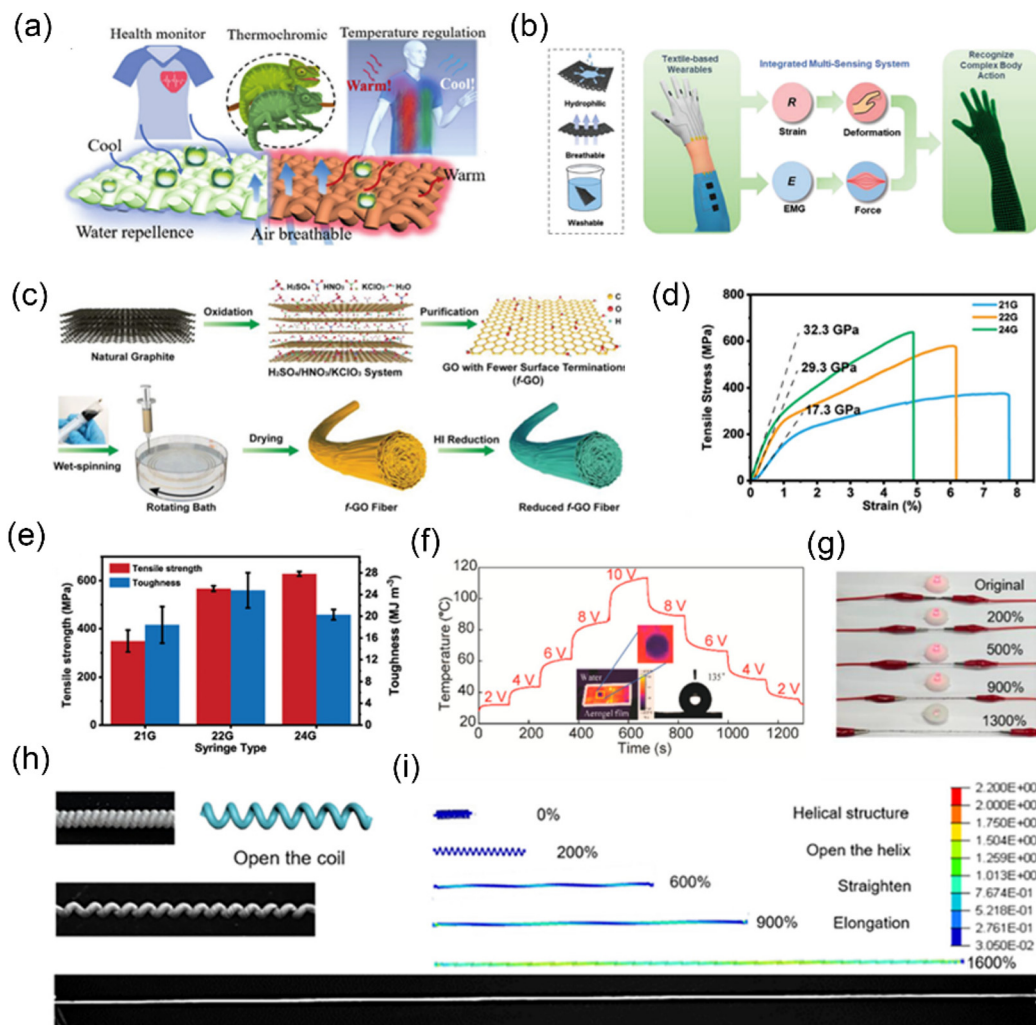 (a)
Health monitor
Thermochromic
Temperature regulation
Warm!
Cool!
Cool
Warm
Water repellence
Air breathable
(b)
Hydrophilic
Breathable
Washable
Textile-based
Wearables
Integrated Multi-Sensing System
R
Strain
Deformation
E
EMG
Force
Recognize
Complex Body
Action
(c)
Natural Graphite
Oxidation
H₂SO₄ HNO₃ KClO₃ H₂O
H₂SO₄/HNO₃/KClO₃ System
Purification
C
O
H
GO with Fewer Surface Terminations
(f-GO)
Wet-spinning
Rotating Bath
Drying
f-GO Fiber
HI Reduction
Reduced f-GO Fiber
(d)
Tensile Stress (MPa)
800
600
400
200
0
0 1 2 3 4 5 6 7 8
Strain (%)
21G
22G
24G
32.3 GPa
29.3 GPa
17.3 GPa
(e)
Tensile strength (MPa)
600
400
200
0
Tensile strength
Toughness
28
24
20
16
12
8
4
0
Toughness (MJ m⁻³)
21G 22G 24G
Syringe Type
(f)
Temperature (°C)
120
100
80
60
40
20
2 V
4 V
6 V
8 V
10 V
8 V
6 V
4 V
2 V
Water
Aerogel film
135°
0 200 400 600 800 1000 1200
Time (s)
(g)
Original
200%
500%
900%
1300%
(h)
Open the coil
(i)
0%
Helical structure
200%
Open the helix
600%
Straighten
900%
Elongation
1600%
2.200E+00
2.000E+00
1.750E+00
1.504E+00
1.259E+00
1.013E+00
7.674E-01
5.218E-01
2.761E-01
3.050E-02